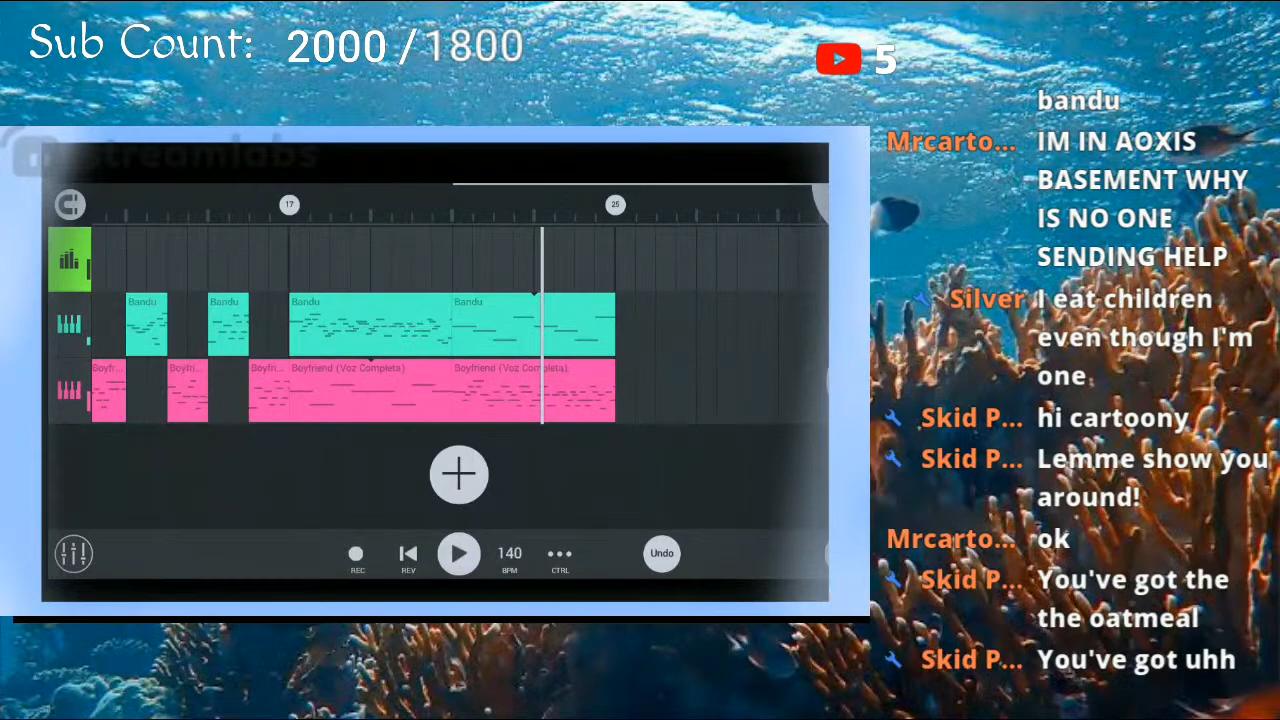 Sub Count: 2000 / 1800
5
streamlabs
17
25
Bandu
Bandu
Bandu
Bandu
Boyfr...
Boyfri...
Boyfri...
Boyfriend (Voz Completa)
Boyfriend (Voz Completa)
REC
REV
140
BPM
CTRL
Undo
bandu
Mrcarto... IM IN AOXIS
BASEMENT WHY
IS NO ONE
SENDING HELP
Silver I eat children
even though I'm
one
Skid P... hi cartoony
Skid P... Lemme show you
around!
Mrcarto... ok
Skid P... You've got the
the oatmeal
Skid P... You've got uhh